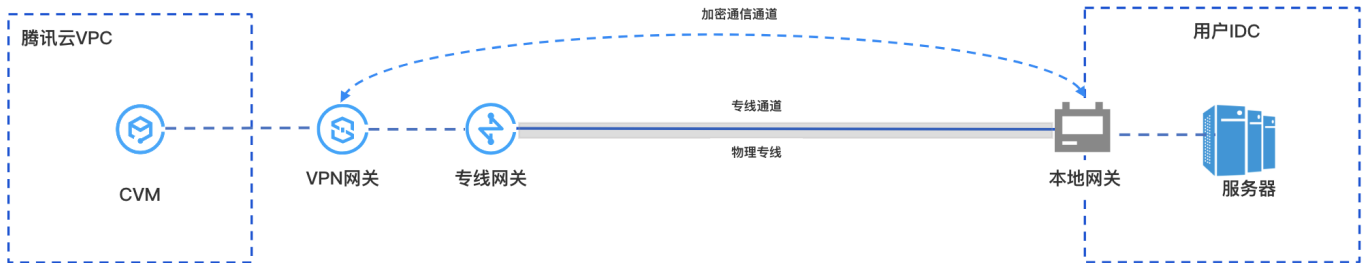 加密通信通道
腾讯云VPC
用户IDC
专线通道
物理专线
CVM
VPN网关
专线网关
本地网关
服务器